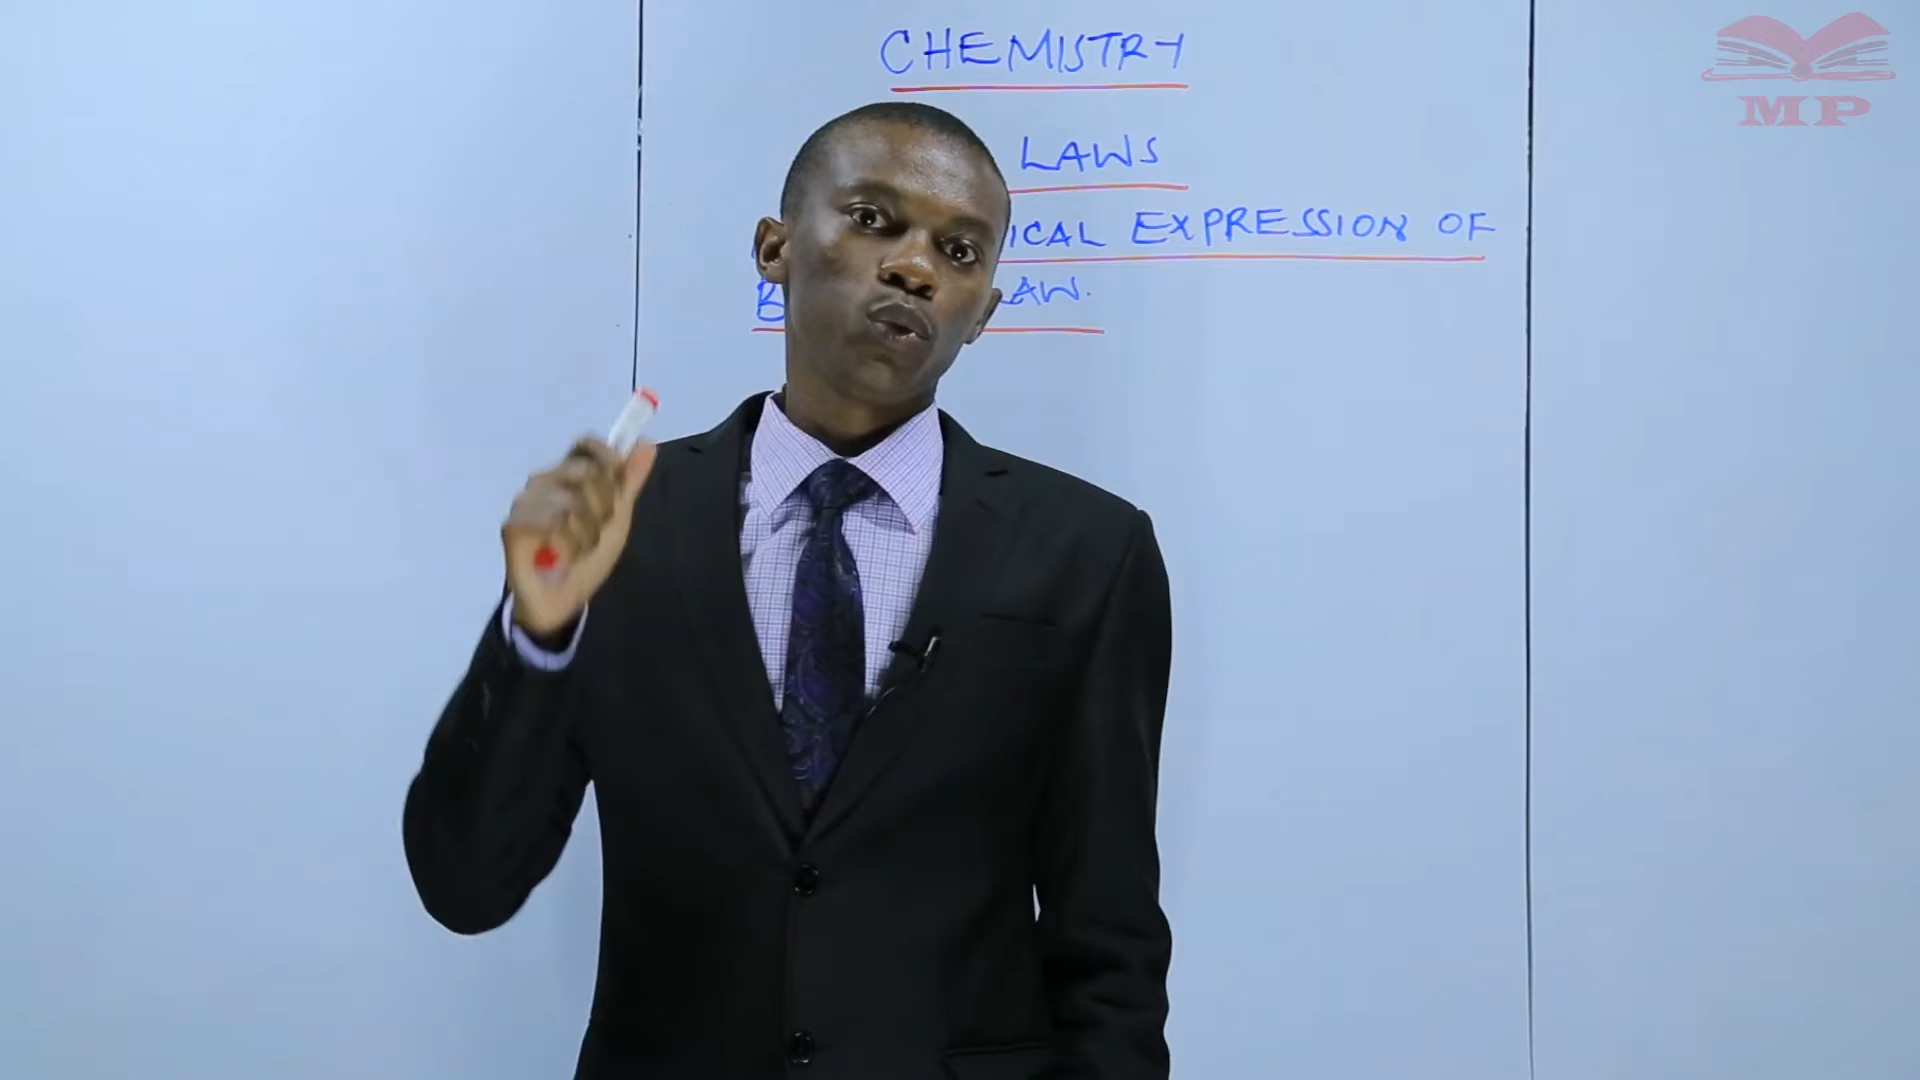 CHEMISTRY
LAWS
ICAL EXPRESSION OF
B AW.
MP